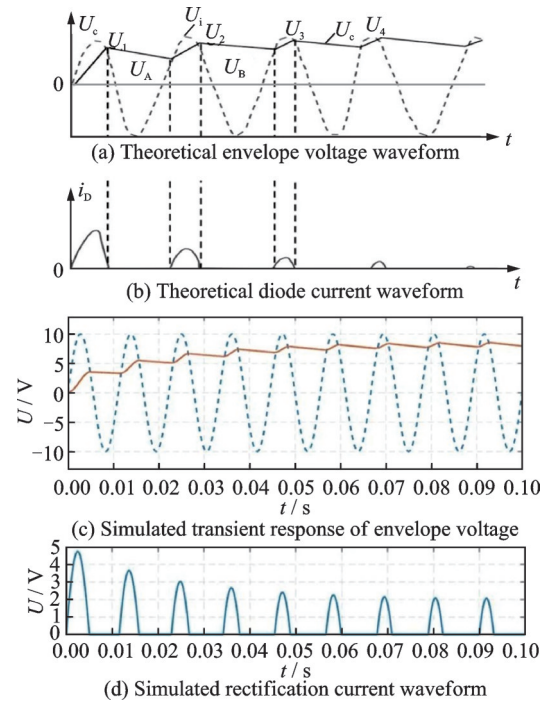 U_c U_1 U_i U_2 U_3 U_c U_4
U_A U_B
0
t
(a) Theoretical envelope voltage waveform
i_D
0
t
(b) Theoretical diode current waveform
10
5
0
−5
−10
U / V
0.00 0.01 0.02 0.03 0.04 0.05 0.06 0.07 0.08 0.09 0.10
t / s
(c) Simulated transient response of envelope voltage
5
4
3
2
1
0
U / V
0.00 0.01 0.02 0.03 0.04 0.05 0.06 0.07 0.08 0.09 0.10
t / s
(d) Simulated rectification current waveform